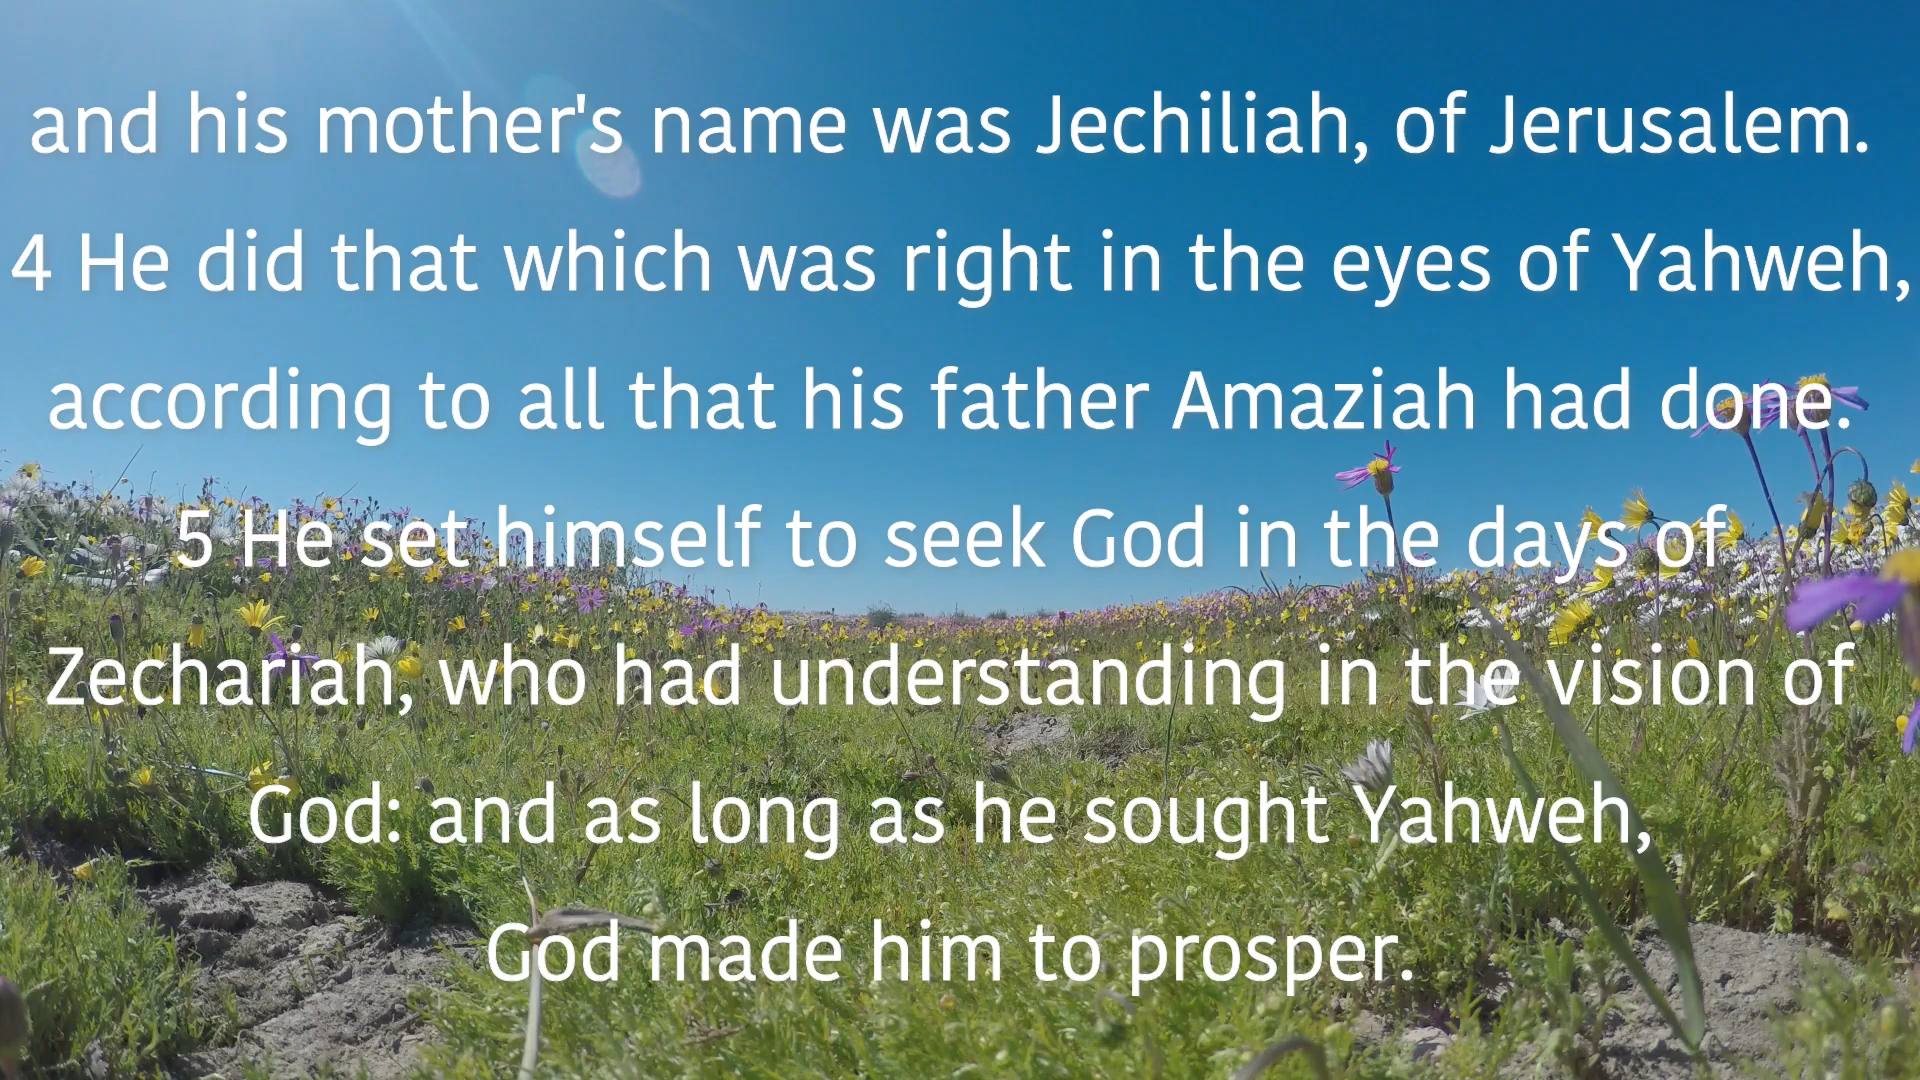 and his mother's name was Jechiliah, of Jerusalem.
4 He did that which was right in the eyes of Yahweh,
according to all that his father Amaziah had done.
5 He set himself to seek God in the days of
Zechariah, who had understanding in the vision of
God: and as long as he sought Yahweh,
God made him to prosper.